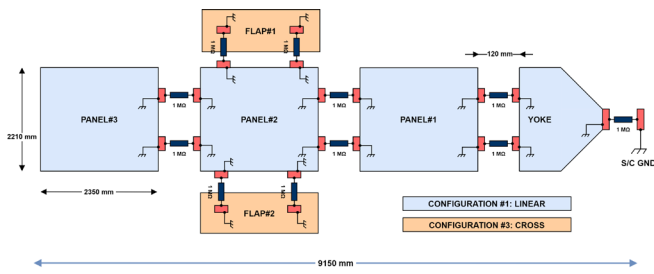 FLAP#1
1 MΩ
1 MΩ
120 mm
2210 mm
PANEL#3
1 MΩ
1 MΩ
PANEL#2
1 MΩ
1 MΩ
PANEL#1
1 MΩ
1 MΩ
YOKE
1 MΩ
S/C GND
2350 mm
1 MΩ
1 MΩ
FLAP#2
CONFIGURATION #1: LINEAR
CONFIGURATION #3: CROSS
9150 mm